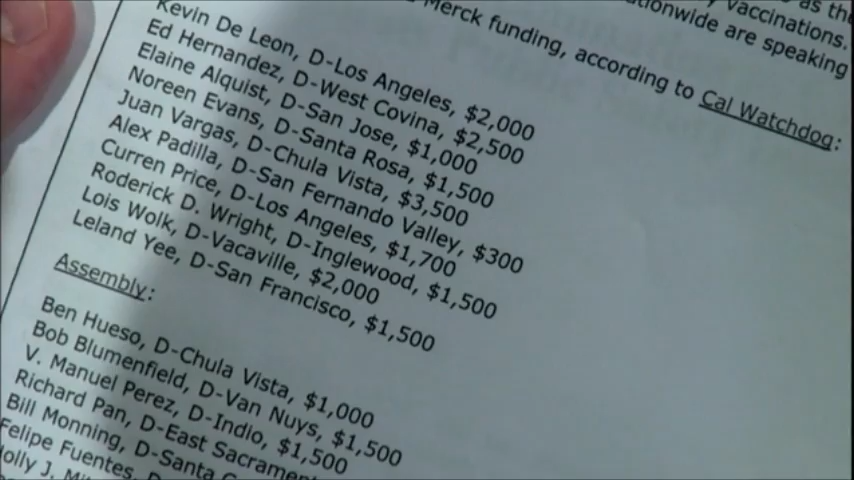 as the
vaccinations.
nationwide are speaking
Merck funding, according to Cal Watchdog:
Kevin De Leon, D-Los Angeles, $2,000
Ed Hernandez, D-West Covina, $2,500
Elaine Alquist, D-San Jose, $1,000
Noreen Evans, D-Santa Rosa, $1,500
Juan Vargas, D-Chula Vista, $3,500
Alex Padilla, D-San Fernando Valley, $300
Curren Price, D-Los Angeles, $1,700
Roderick D. Wright, D-Inglewood, $1,500
Lois Wolk, D-Vacaville, $2,000
Leland Yee, D-San Francisco, $1,500
Assembly:
Ben Hueso, D-Chula Vista, $1,000
Bob Blumenfield, D-Van Nuys, $1,500
V. Manuel Perez, D-Indio, $1,500
Richard Pan, D-East Sacrament
Bill Monning, D-Santa
Felipe Fuentes,
Holly J.